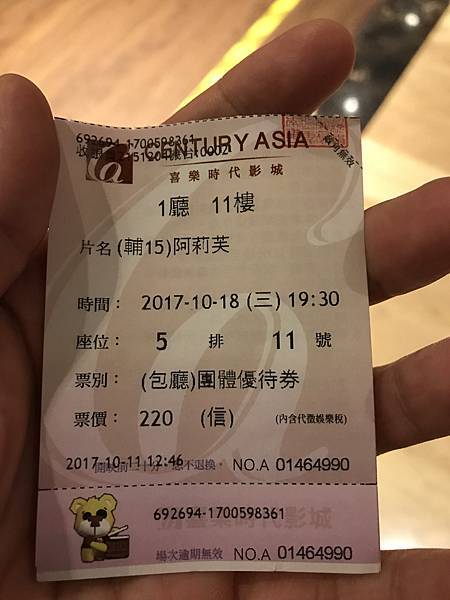 692694-1700598361
CENTURY ASIA
喜樂時代影城
1廳 11樓
片名 (輔15)阿莉芙
時間： 2017-10-18 (三) 19:30
座位： 5 排 11 號
票別： (包廳)團體優待券
票價： 220 (信) (內含代徵娛樂稅)
2017-10-11 12:46 NO.A 01464990
692694-1700598361
場次逾期無效 NO.A 01464990